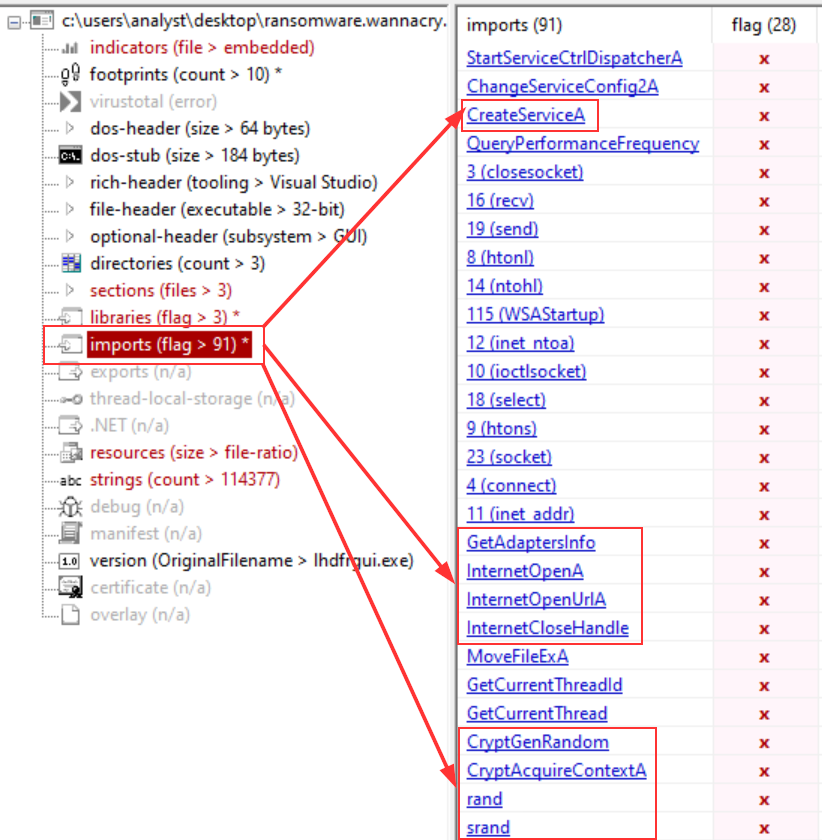 c:\users\analyst\desktop\ransomware.wannacry.
indicators (file > embedded)
footprints (count > 10) *
virustotal (error)
dos-header (size > 64 bytes)
dos-stub (size > 184 bytes)
rich-header (tooling > Visual Studio)
file-header (executable > 32-bit)
optional-header (subsystem > GUI)
directories (count > 3)
sections (files > 3)
libraries (flag > 3) *
imports (flag > 91) *
exports (n/a)
thread-local-storage (n/a)
.NET (n/a)
resources (size > file-ratio)
abc strings (count > 114377)
debug (n/a)
manifest (n/a)
1.0 version (OriginalFilename > lhdfrgui.exe)
certificate (n/a)
overlay (n/a)
imports (91) flag (28)
StartServiceCtrlDispatcherA x
ChangeServiceConfig2A x
CreateServiceA x
QueryPerformanceFrequency x
3 (closesocket) x
16 (recv) x
19 (send) x
8 (htonl) x
14 (ntohl) x
115 (WSAStartup) x
12 (inet_ntoa) x
10 (ioctlsocket) x
18 (select) x
9 (htons) x
23 (socket) x
4 (connect) x
11 (inet_addr) x
GetAdaptersInfo x
InternetOpenA x
InternetOpenUrlA x
InternetCloseHandle x
MoveFileExA x
GetCurrentThreadId x
GetCurrentThread x
CryptGenRandom x
CryptAcquireContextA x
rand x
srand x